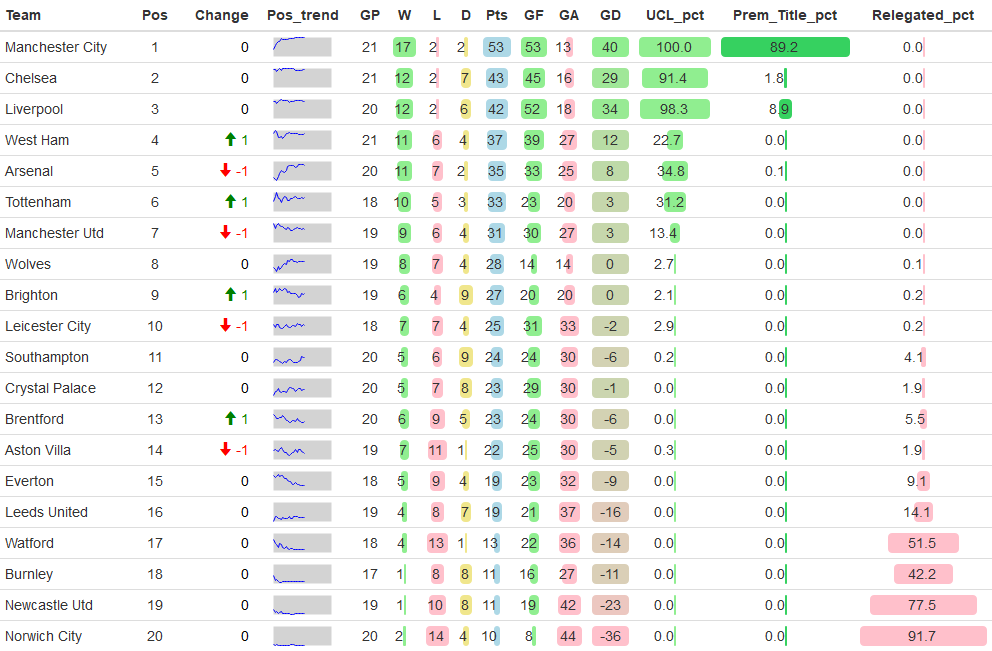 Team Pos Change Pos_trend GP W L D Pts GF GA GD UCL_pct Prem_Title_pct Relegated_pct
Manchester City 1 0 21 17 2 2 53 53 13 40 100.0 89.2 0.0
Chelsea 2 0 21 12 2 7 43 45 16 29 91.4 1.8 0.0
Liverpool 3 0 20 12 2 6 42 52 18 34 98.3 8.9 0.0
West Ham 4 1 21 11 6 4 37 39 27 12 22.7 0.0 0.0
Arsenal 5 -1 20 11 7 2 35 33 25 8 34.8 0.1 0.0
Tottenham 6 1 18 10 5 3 33 23 20 3 31.2 0.0 0.0
Manchester Utd 7 -1 19 9 6 4 31 30 27 3 13.4 0.0 0.0
Wolves 8 0 19 8 7 4 28 14 14 0 2.7 0.0 0.1
Brighton 9 1 19 6 4 9 27 20 20 0 2.1 0.0 0.2
Leicester City 10 -1 18 7 7 4 25 31 33 -2 2.9 0.0 0.2
Southampton 11 0 20 5 6 9 24 24 30 -6 0.2 0.0 4.1
Crystal Palace 12 0 20 5 7 8 23 29 30 -1 0.0 0.0 1.9
Brentford 13 1 20 6 9 5 23 24 30 -6 0.0 0.0 5.5
Aston Villa 14 -1 19 7 11 1 22 25 30 -5 0.3 0.0 1.9
Everton 15 0 18 5 9 4 19 23 32 -9 0.0 0.0 9.1
Leeds United 16 0 19 4 8 7 19 21 37 -16 0.0 0.0 14.1
Watford 17 0 18 4 13 1 13 22 36 -14 0.0 0.0 51.5
Burnley 18 0 17 1 8 8 11 16 27 -11 0.0 0.0 42.2
Newcastle Utd 19 0 19 1 10 8 11 19 42 -23 0.0 0.0 77.5
Norwich City 20 0 20 2 14 4 10 8 44 -36 0.0 0.0 91.7